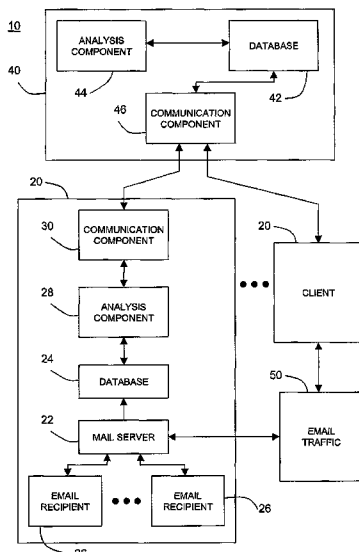 10
ANALYSIS
COMPONENT
DATABASE
40
44
46
42
COMMUNICATION
COMPONENT
20
30
COMMUNICATION
COMPONENT
20
28
ANALYSIS
COMPONENT
CLIENT
24
DATABASE
50
22
MAIL SERVER
EMAIL
TRAFFIC
EMAIL
RECIPIENT
EMAIL
RECIPIENT
26